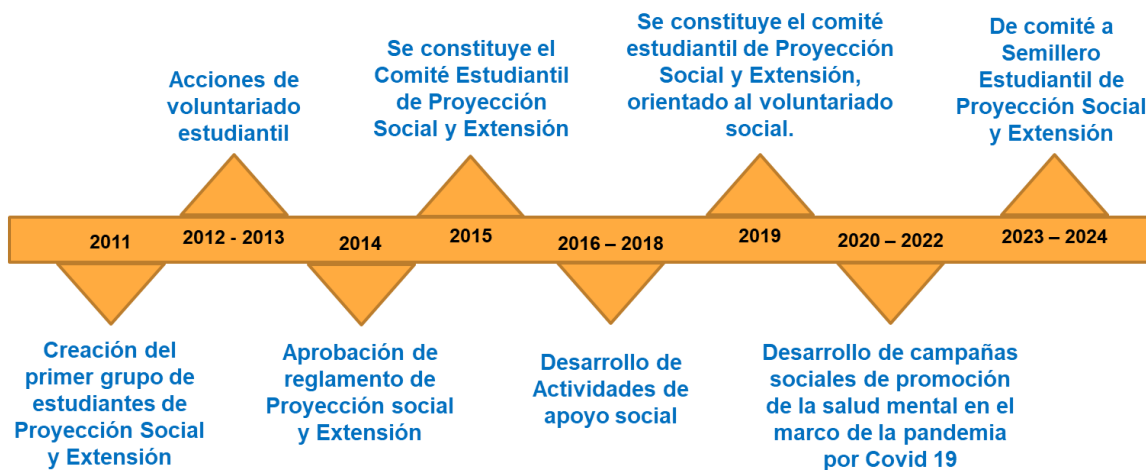 Acciones de
voluntariado
estudiantil
Se constituye el
Comité Estudiantil
de Proyección
Social y Extensión
Se constituye el comité
estudiantil de Proyección
Social y Extensión,
orientado al voluntariado
social.
De comité a
Semillero
Estudiantil de
Proyección Social
y Extensión
2011
2012 - 2013
2014
2015
2016 – 2018
2019
2020 – 2022
2023 – 2024
Creación del
primer grupo de
estudiantes de
Proyección Social
y Extensión
Aprobación de
reglamento de
Proyección social
y Extensión
Desarrollo de
Actividades de
apoyo social
Desarrollo de campañas
sociales de promoción
de la salud mental en el
marco de la pandemia
por Covid 19